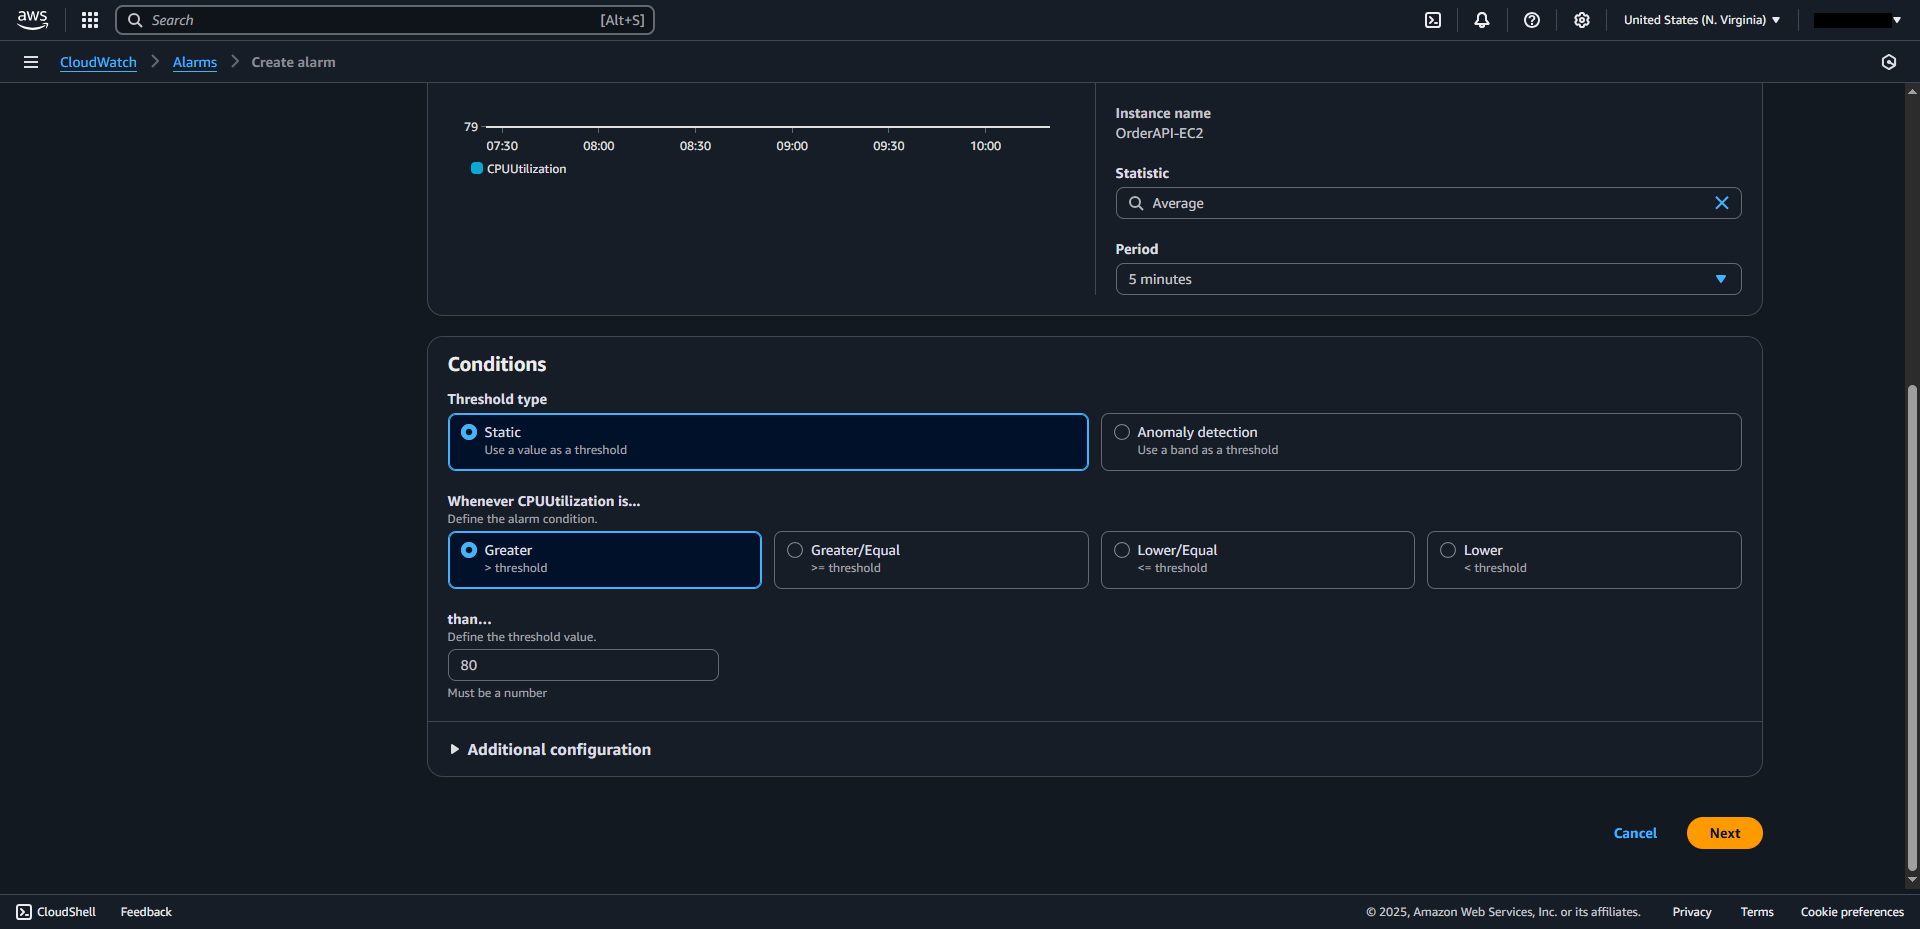 aws
Search [Alt+S]
United States (N. Virginia)
CloudWatch
Alarms
Create alarm
79
07:30 08:00 08:30 09:00 09:30 10:00
CPUUtilization
Instance name
OrderAPI-EC2
Statistic
Average
Period
5 minutes
Conditions
Threshold type
Static
Use a value as a threshold
Anomaly detection
Use a band as a threshold
Whenever CPUUtilization is...
Define the alarm condition.
Greater
> threshold
Greater/Equal
>= threshold
Lower/Equal
<= threshold
Lower
< threshold
than...
Define the threshold value.
80
Must be a number
Additional configuration
Cancel
Next
CloudShell
Feedback
© 2025, Amazon Web Services, Inc. or its affiliates.
Privacy
Terms
Cookie preferences